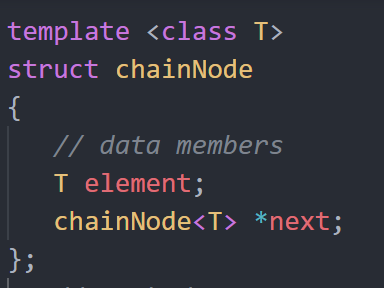 template <class T>
struct chainNode
{
// data members
T element;
chainNode<T> *next;
};